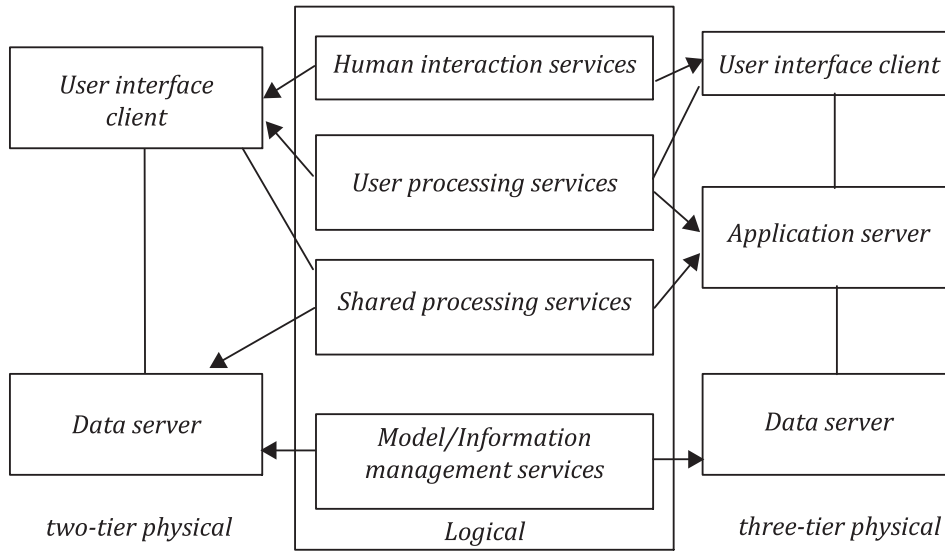 User interface
client
Data server
two-tier physical
Human interaction services
User processing services
Shared processing services
Model/Information
management services
Logical
User interface client
Application server
Data server
three-tier physical